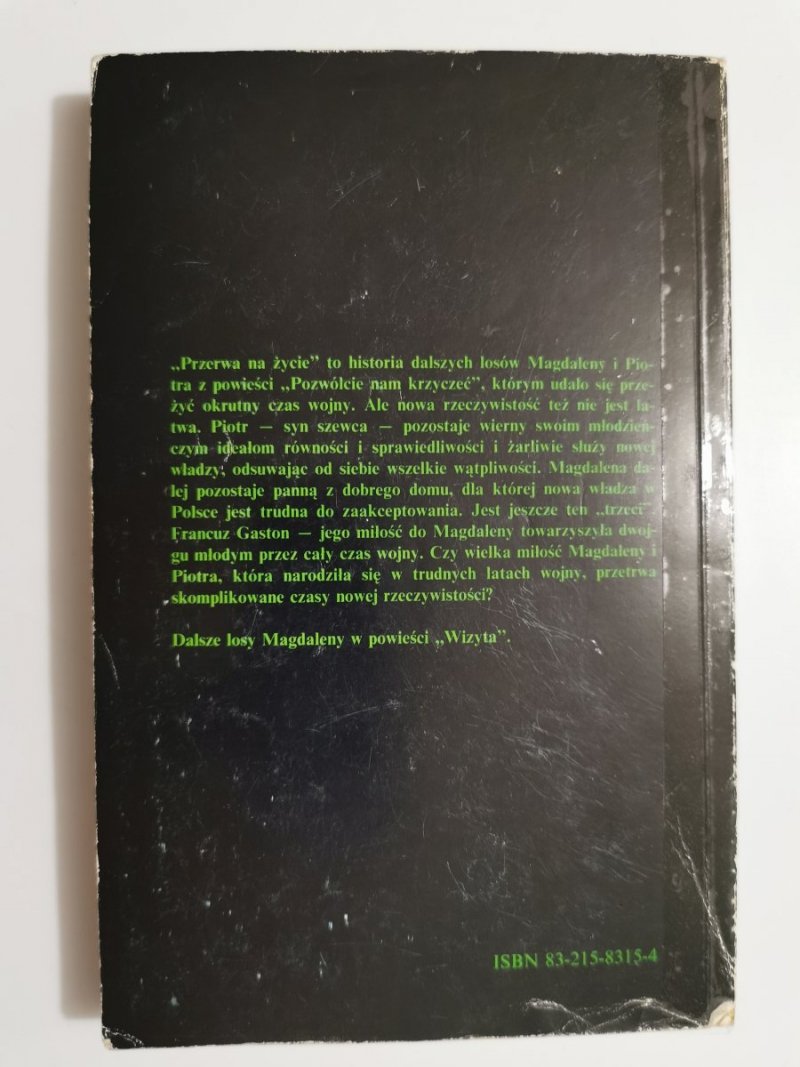 „Przerwa na życie” to historia dalszych losów Magdaleny i Pio-
tra z powieści „Pozwólcie nam krzyczeć”, którym udało się prze-
żyć okrutny czas wojny. Ale nowa rzeczywistość też nie jest ła-
twa. Piotr — syn szewca — pozostaje wierny swoim młodzień-
czym ideałom równości i sprawiedliwości i żarliwie służy nowej
władzy, odsuwając od siebie wszelkie wątpliwości. Magdalena da-
lej pozostaje panną z dobrego domu, dla której nowa władza w
Polsce jest trudna do zaakceptowania. Jest jeszcze ten „trzeci”
Francuz Gaston — jego miłość do Magdaleny towarzyszyła dwoj-
gu młodym przez cały czas wojny. Czy wielka miłość Magdaleny i
Piotra, która narodziła się w trudnych latach wojny, przetrwa
skomplikowane czasy nowej rzeczywistości?
Dalsze losy Magdaleny w powieści „Wizyta”.
ISBN 83-215-8315-4